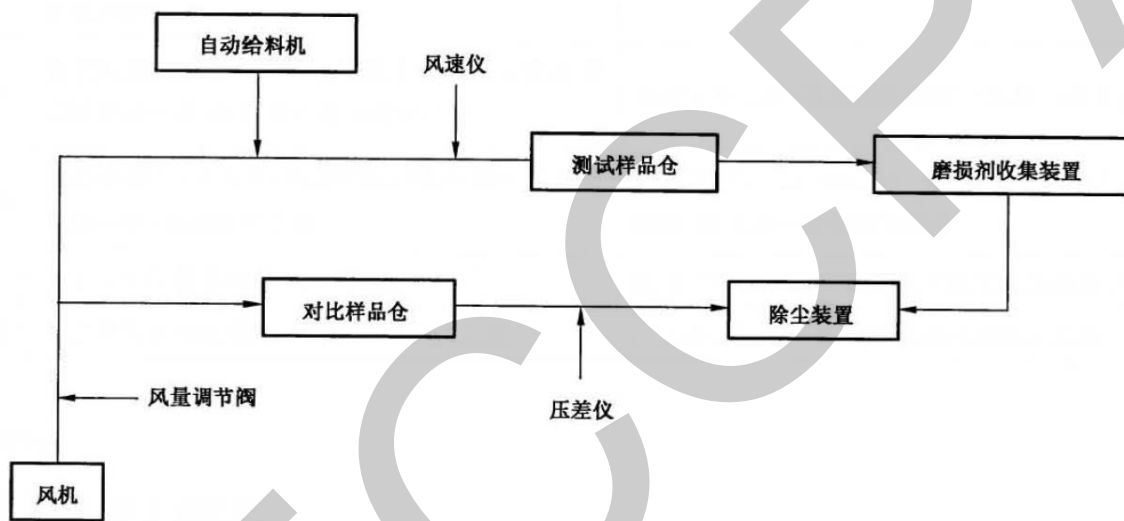 自动给料机
风速仪
测试样品仓
磨损剂收集装置
对比样品仓
除尘装置
风量调节阀
压差仪
风机